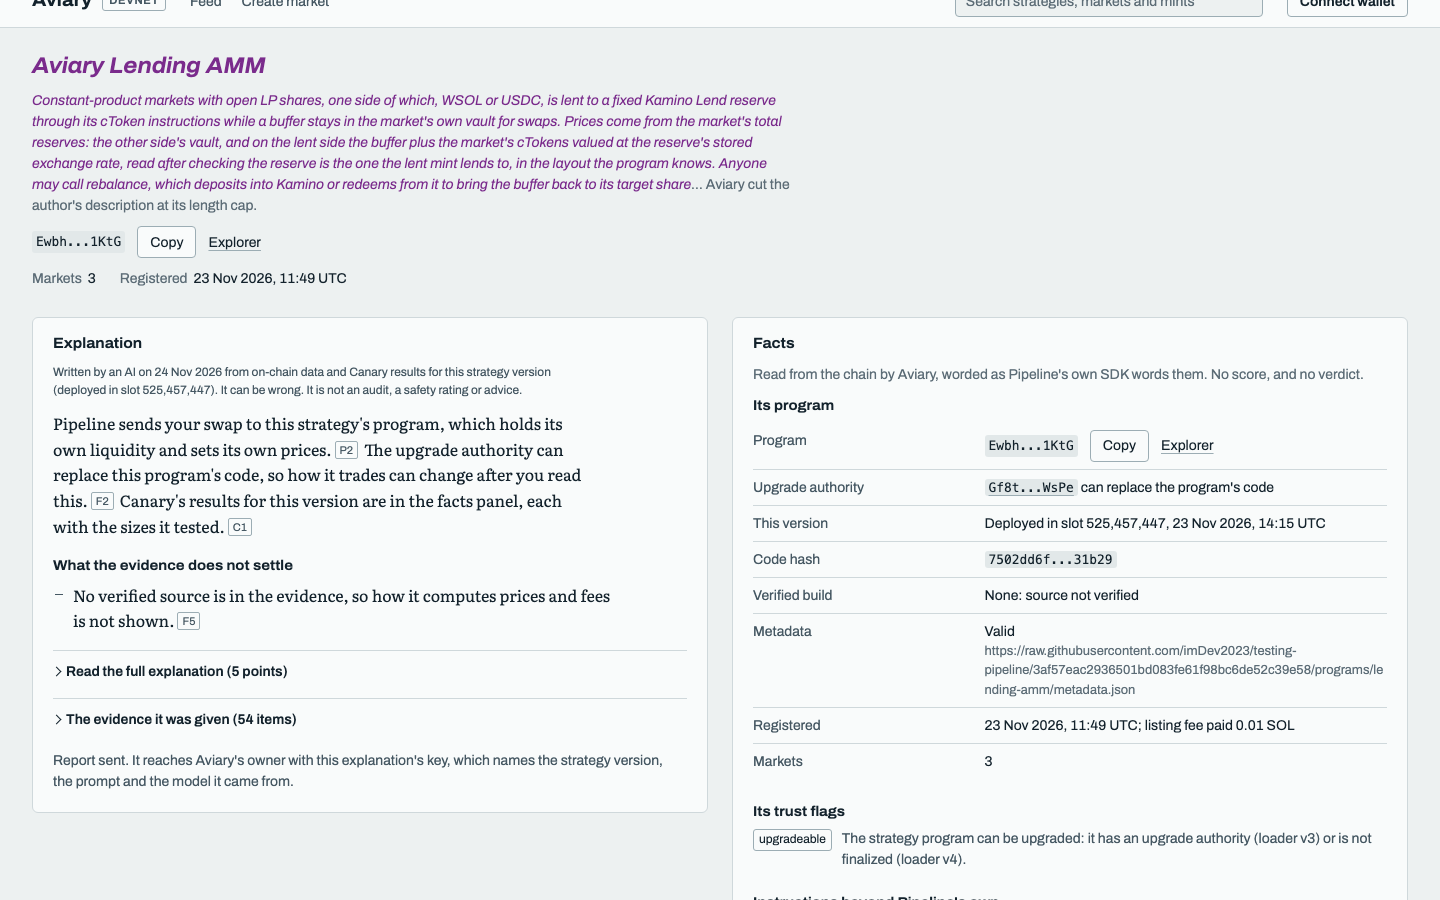 Aviary DEVNET Feed Create market Search strategies, markets and mints Connect wallet
Aviary Lending AMM
Constant-product markets with open LP shares, one side of which, WSOL or USDC, is lent to a fixed Kamino Lend reserve
through its cToken instructions while a buffer stays in the market's own vault for swaps. Prices come from the market's total
reserves: the other side's vault, and on the lent side the buffer plus the market's cTokens valued at the reserve's stored
exchange rate, read after checking the reserve is the one the lent mint lends to, in the layout the program knows. Anyone
may call rebalance, which deposits into Kamino or redeems from it to bring the buffer back to its target share... Aviary cut the
author's description at its length cap.
Ewbh...1KtG Copy Explorer
Markets 3 Registered 23 Nov 2026, 11:49 UTC
Explanation
Written by an AI on 24 Nov 2026 from on-chain data and Canary results for this strategy version
(deployed in slot 525,457,447). It can be wrong. It is not an audit, a safety rating or advice.
Pipeline sends your swap to this strategy's program, which holds its
own liquidity and sets its own prices. P2 The upgrade authority can
replace this program's code, so how it trades can change after you read
this. F2 Canary's results for this version are in the facts panel, each
with the sizes it tested. C1
What the evidence does not settle
– No verified source is in the evidence, so how it computes prices and fees
is not shown. F5
Read the full explanation (5 points)
The evidence it was given (54 items)
Report sent. It reaches Aviary's owner with this explanation's key, which names the strategy version,
the prompt and the model it came from.
Facts
Read from the chain by Aviary, worded as Pipeline's own SDK words them. No score, and no verdict.
Its program
Program Ewbh...1KtG Copy Explorer
Upgrade authority Gf8t...WsPe can replace the program's code
This version Deployed in slot 525,457,447, 23 Nov 2026, 14:15 UTC
Code hash 7502dd6f...31b29
Verified build None: source not verified
Metadata Valid
https://raw.githubusercontent.com/imDev2023/testing-
pipeline/3af57eac2936501bd083fe61f98bc6de52c39e58/programs/le
nding-amm/metadata.json
Registered 23 Nov 2026, 11:49 UTC; listing fee paid 0.01 SOL
Markets 3
Its trust flags
upgradeable The strategy program can be upgraded: it has an upgrade authority (loader v3) or is not
finalized (loader v4).
Instructions beyond Pipeline's own